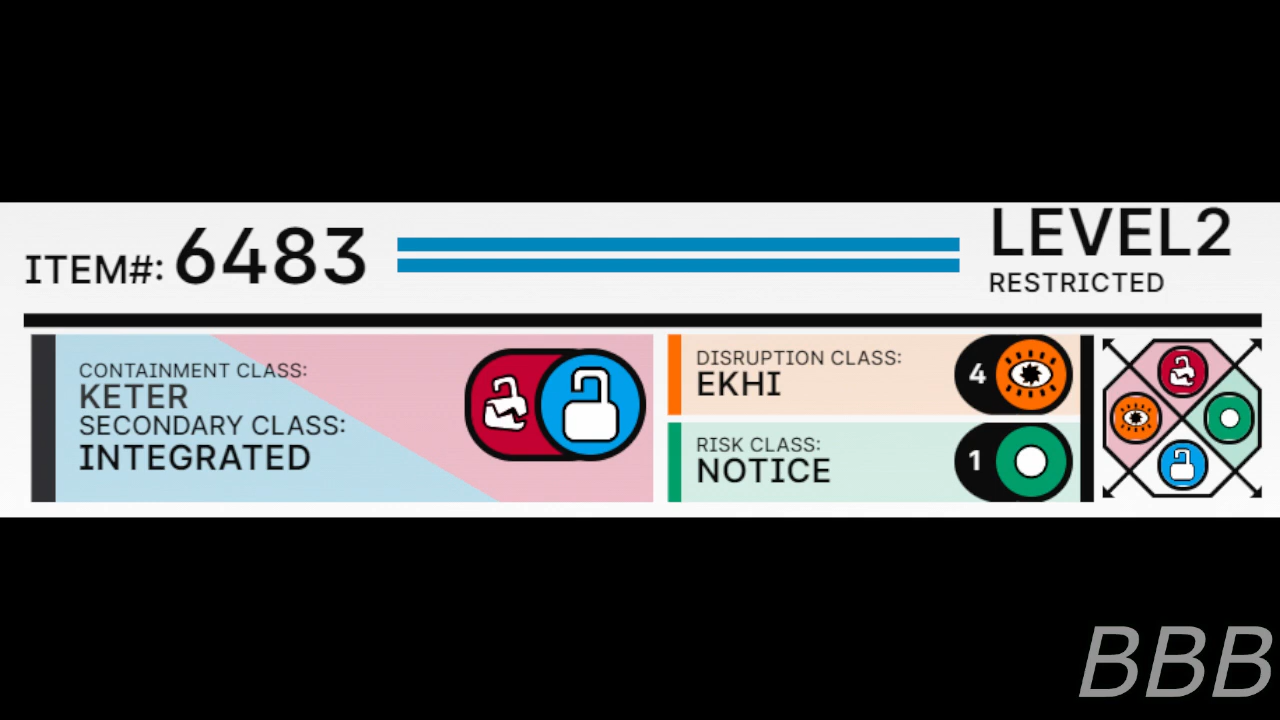 ITEM#: 6483
LEVEL2
RESTRICTED
CONTAINMENT CLASS:
KETER
SECONDARY CLASS:
INTEGRATED
DISRUPTION CLASS:
EKHI
4
RISK CLASS:
NOTICE
1
BBB